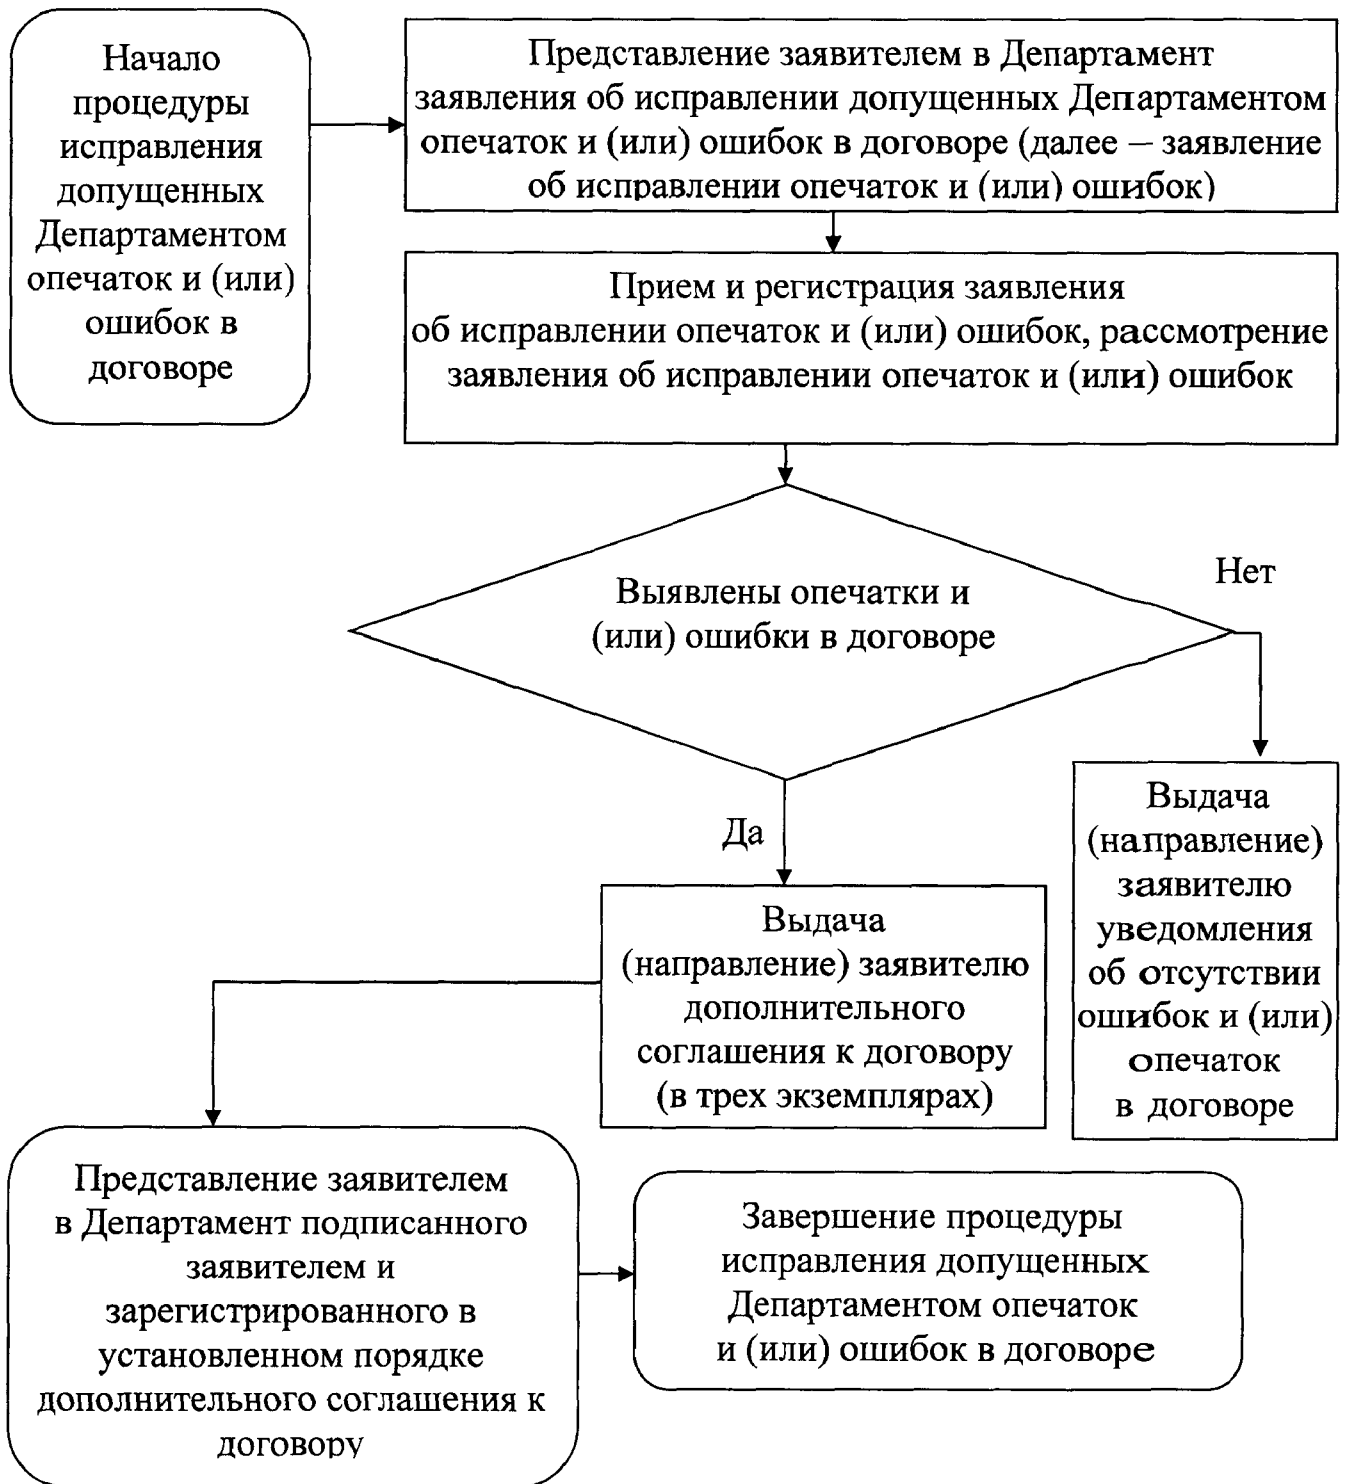 Начало
процедуры
исправления
допущенных
Департаментом
опечаток и (или)
ошибок в
договоре
Представление заявителем в Департамент
заявления об исправлении допущенных Департаментом
опечаток и (или) ошибок в договоре (далее – заявление
об исправлении опечаток и (или) ошибок)
Прием и регистрация заявления
об исправлении опечаток и (или) ошибок, рассмотрение
заявления об исправлении опечаток и (или) ошибок
Выявлены опечатки и
(или) ошибки в договоре
Нет
Да
Выдача
(направление)
заявителю
уведомления
об отсутствии
ошибок и (или)
опечаток
в договоре
Выдача
(направление) заявителю
дополнительного
соглашения к договору
(в трех экземплярах)
Представление заявителем
в Департамент подписанного
заявителем и
зарегистрированного в
установленном порядке
дополнительного соглашения к
договору
Завершение процедуры
исправления допущенных
Департаментом опечаток
и (или) ошибок в договоре